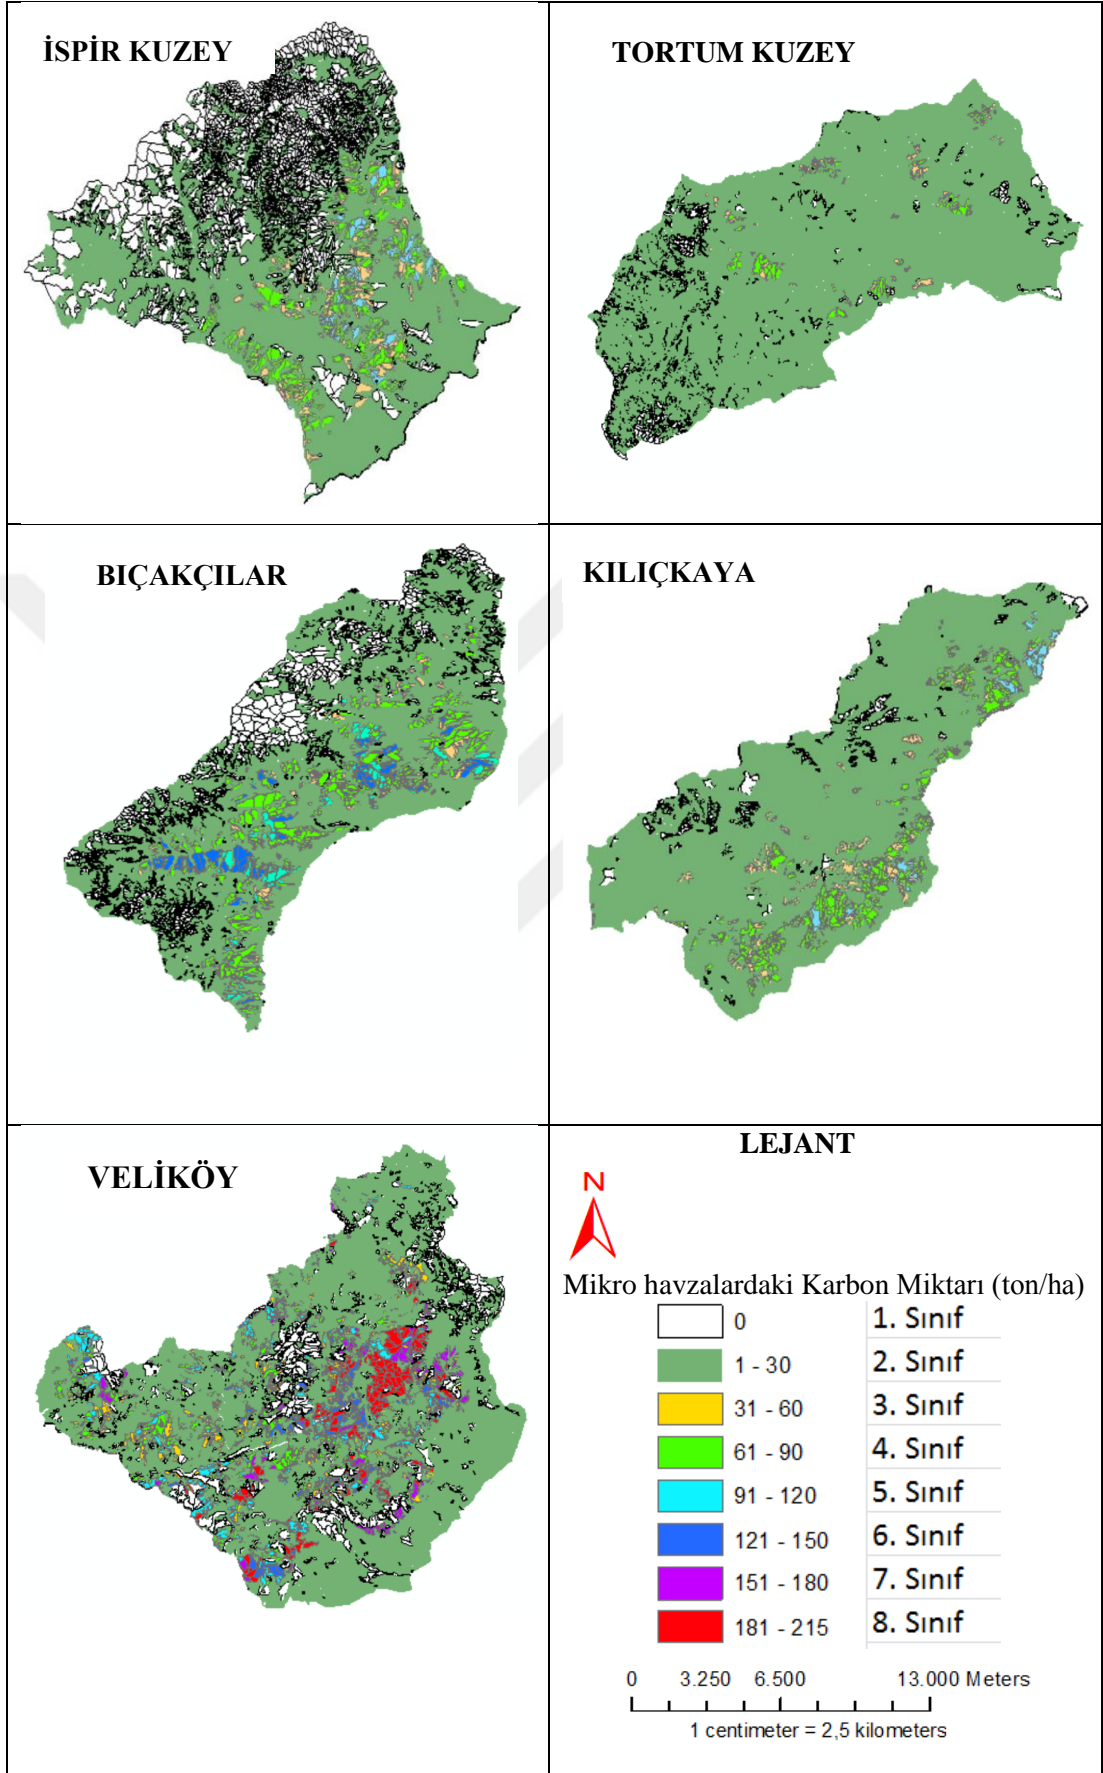 İSPİR KUZEY
TORTUM KUZEY
BIÇAKÇILAR
KILIÇKAYA
VELİKÖY
LEJANT
N
Mikro havzalardaki Karbon Miktarı (ton/ha)
0 1. Sınıf
1 - 30 2. Sınıf
31 - 60 3. Sınıf
61 - 90 4. Sınıf
91 - 120 5. Sınıf
121 - 150 6. Sınıf
151 - 180 7. Sınıf
181 - 215 8. Sınıf
0 3.250 6.500 13.000 Meters
1 centimeter = 2,5 kilometers